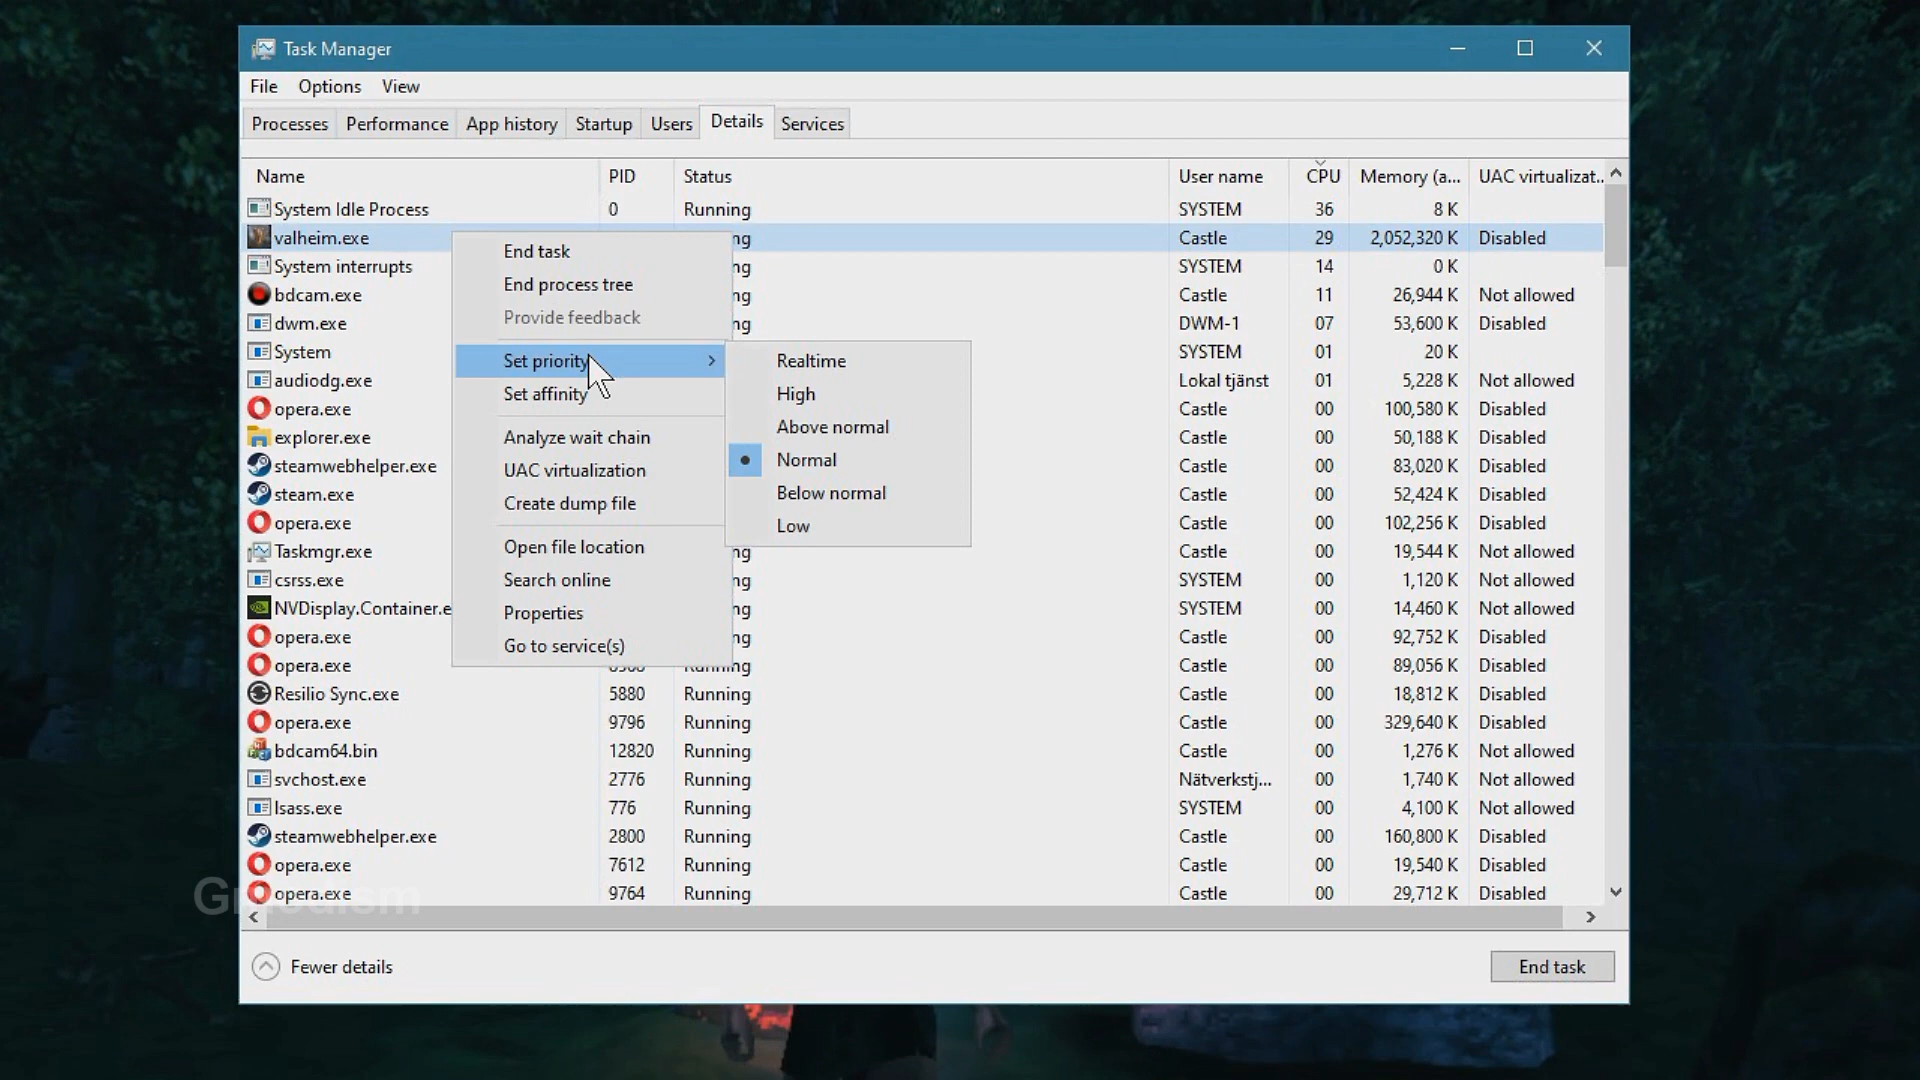 Task Manager
File Options View
Processes Performance App history Startup Users Details Services
Name PID Status User name CPU Memory (a... UAC virtualizat...
System Idle Process 0 Running SYSTEM 36 8 K
valheim.exe ng Castle 29 2,052,320 K Disabled
System interrupts ng SYSTEM 14 0 K
bdcam.exe ng Castle 11 26,944 K Not allowed
dwm.exe ng DWM-1 07 53,600 K Disabled
System SYSTEM 01 20 K
audiodg.exe Lokal tjänst 01 5,228 K Not allowed
opera.exe Castle 00 100,580 K Disabled
explorer.exe Castle 00 50,188 K Disabled
steamwebhelper.exe Castle 00 83,020 K Disabled
steam.exe Castle 00 52,424 K Disabled
opera.exe Castle 00 102,256 K Disabled
Taskmgr.exe ng Castle 00 19,544 K Not allowed
csrss.exe ng SYSTEM 00 1,120 K Not allowed
NVDisplay.Container.e ng SYSTEM 00 14,460 K Not allowed
opera.exe ng Castle 00 92,752 K Disabled
opera.exe Running Castle 00 89,056 K Disabled
Resilio Sync.exe 5880 Running Castle 00 18,812 K Disabled
opera.exe 9796 Running Castle 00 329,640 K Disabled
bdcam64.bin 12820 Running Castle 00 1,276 K Not allowed
svchost.exe 2776 Running Nätverkstj... 00 1,740 K Not allowed
lsass.exe 776 Running SYSTEM 00 4,100 K Not allowed
steamwebhelper.exe 2800 Running Castle 00 160,800 K Disabled
opera.exe 7612 Running Castle 00 19,540 K Disabled
opera.exe 9764 Running Castle 00 29,712 K Disabled
End task
End process tree
Provide feedback
Set priority
Set affinity
Analyze wait chain
UAC virtualization
Create dump file
Open file location
Search online
Properties
Go to service(s)
Realtime
High
Above normal
Normal
Below normal
Low
Fewer details
End task